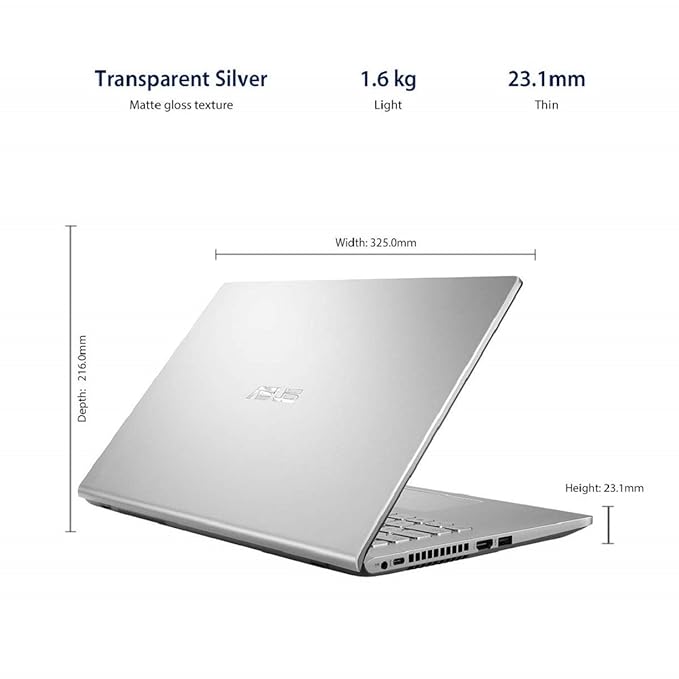 Transparent Silver
Matte gloss texture
1.6 kg
Light
23.1mm
Thin
Width: 325.0mm
Depth: 216.0mm
ASUS
Height: 23.1mm